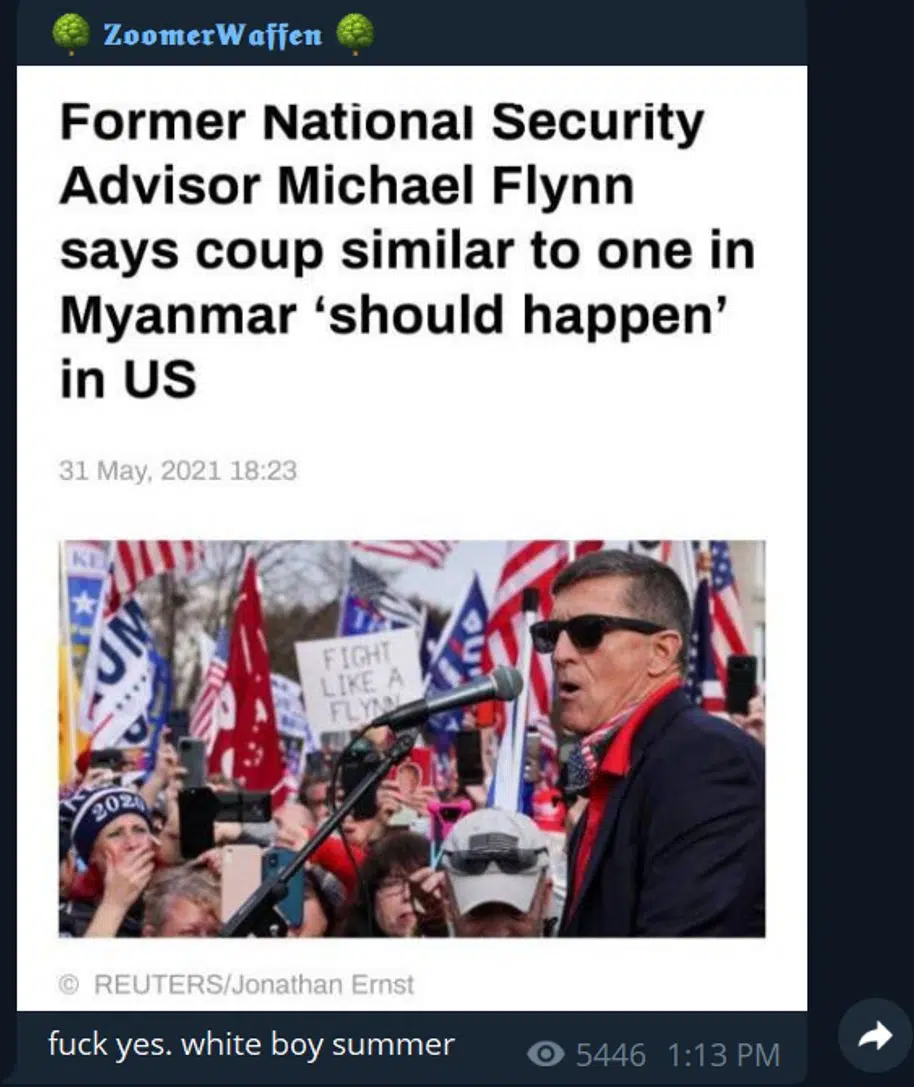 🌳 ZoomerWaffen 🌳
Former National Security
Advisor Michael Flynn
says coup similar to one in
Myanmar ‘should happen’
in US
31 May, 2021 18:23
KE
UM
FIGHT
LIKE A
FLYNN
2020
© REUTERS/Jonathan Ernst
fuck yes. white boy summer
5446 1:13 PM